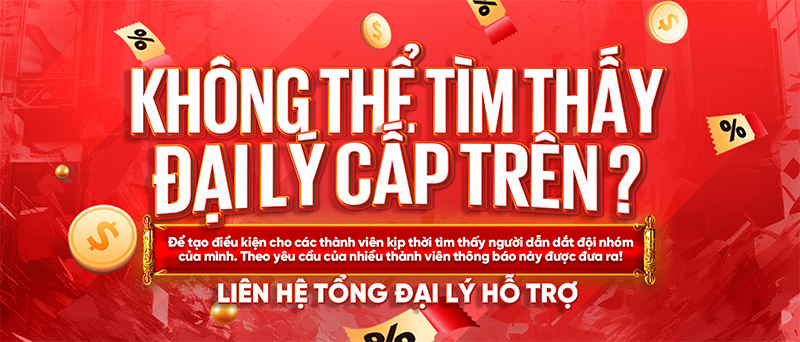 KHÔNG THỂ TÌM THẤY
ĐẠI LÝ CẤP TRÊN?
Để tạo điều kiện cho các thành viên kịp thời tìm thấy người dẫn dắt đội nhóm
của mình. Theo yêu cầu của nhiều thành viên thông báo này được đưa ra!
LIÊN HỆ TỔNG ĐẠI LÝ HỖ TRỢ
%
%
%